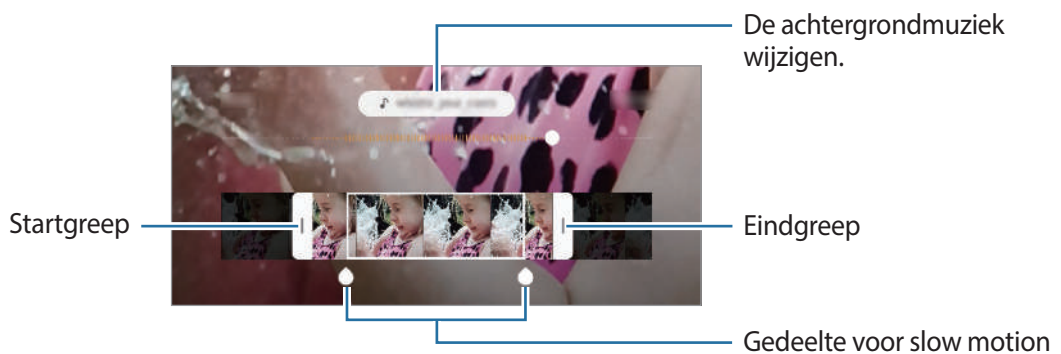 De achtergrondmuziek
wijzigen.
Startgreep
Eindgreep
Gedeelte voor slow motion